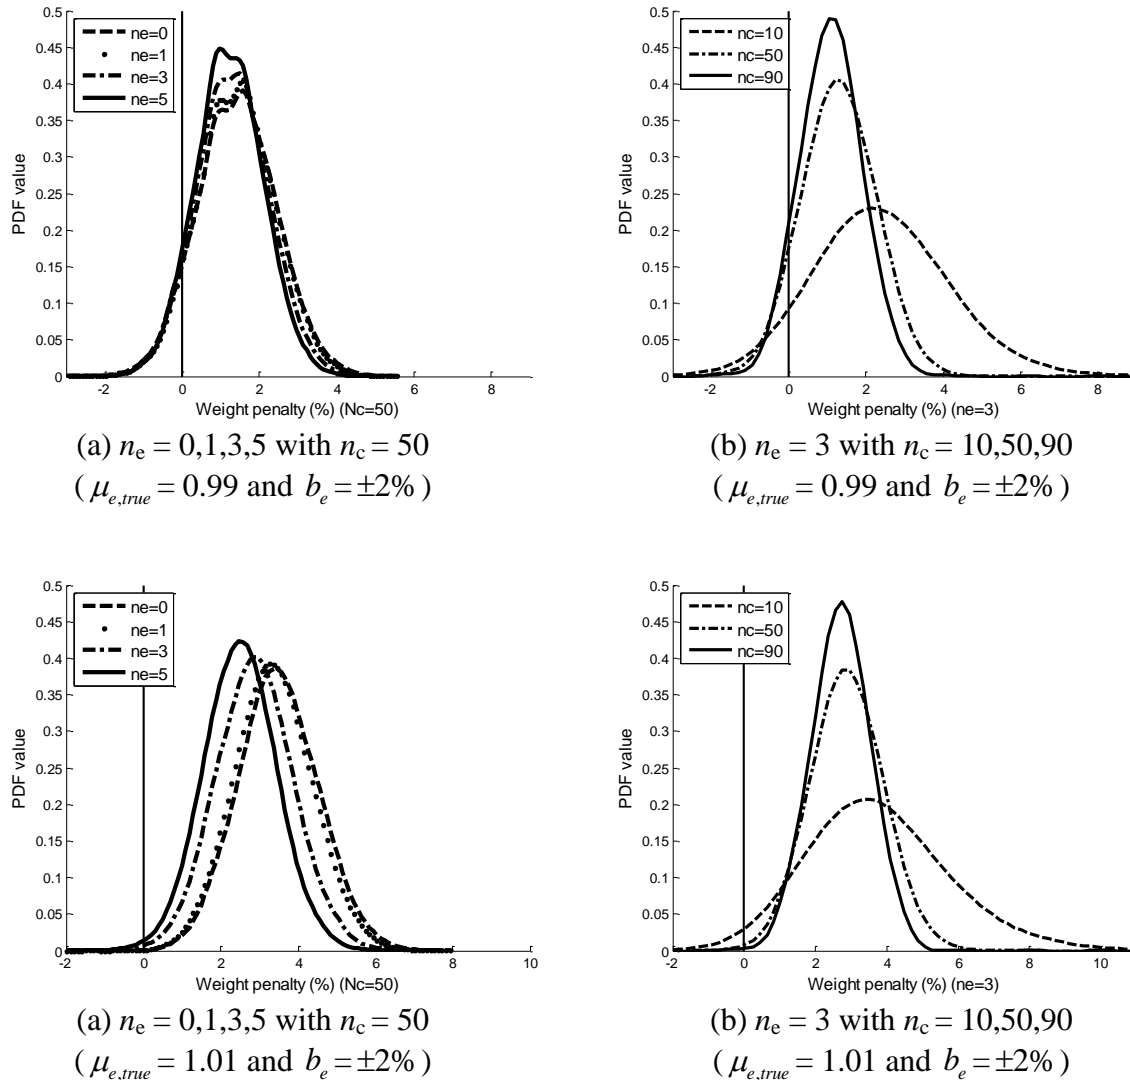 0.5
0.45
0.4
0.35
0.3
0.25
0.2
0.15
0.1
0.05
0
PDF value
ne=0
ne=1
ne=3
ne=5
-2 0 2 4 6 8
Weight penalty (%) (Nc=50)
(a) ne = 0,1,3,5 with nc = 50
( μe,true = 0.99 and be = ±2% )
0.5
0.45
0.4
0.35
0.3
0.25
0.2
0.15
0.1
0.05
0
PDF value
nc=10
nc=50
nc=90
-2 0 2 4 6 8
Weight penalty (%) (ne=3)
(b) ne = 3 with nc = 10,50,90
( μe,true = 0.99 and be = ±2% )
0.5
0.45
0.4
0.35
0.3
0.25
0.2
0.15
0.1
0.05
0
PDF value
ne=0
ne=1
ne=3
ne=5
-2 0 2 4 6 8 10
Weight penalty (%) (Nc=50)
(a) ne = 0,1,3,5 with nc = 50
( μe,true = 1.01 and be = ±2% )
0.5
0.45
0.4
0.35
0.3
0.25
0.2
0.15
0.1
0.05
0
PDF value
nc=10
nc=50
nc=90
-2 0 2 4 6 8 10
Weight penalty (%) (ne=3)
(b) ne = 3 with nc = 10,50,90
( μe,true = 1.01 and be = ±2% )